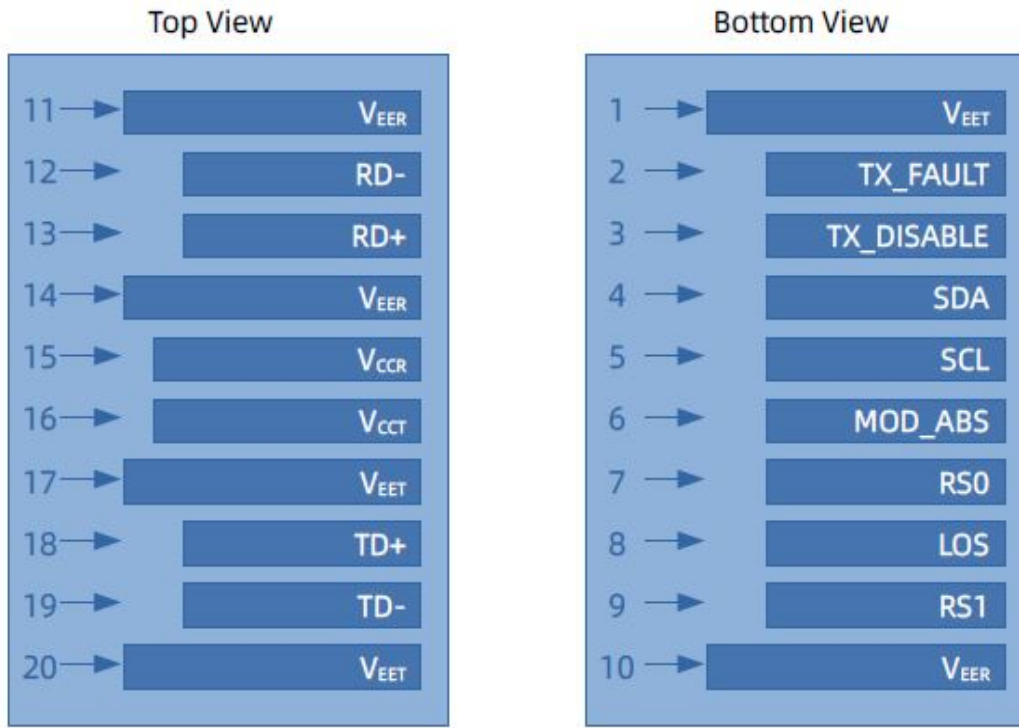 Top View
11 VEER
12 RD-
13 RD+
14 VEER
15 VCCR
16 VCCT
17 VEET
18 TD+
19 TD-
20 VEET
Bottom View
1 VEET
2 TX_FAULT
3 TX_DISABLE
4 SDA
5 SCL
6 MOD_ABS
7 RS0
8 LOS
9 RS1
10 VEER